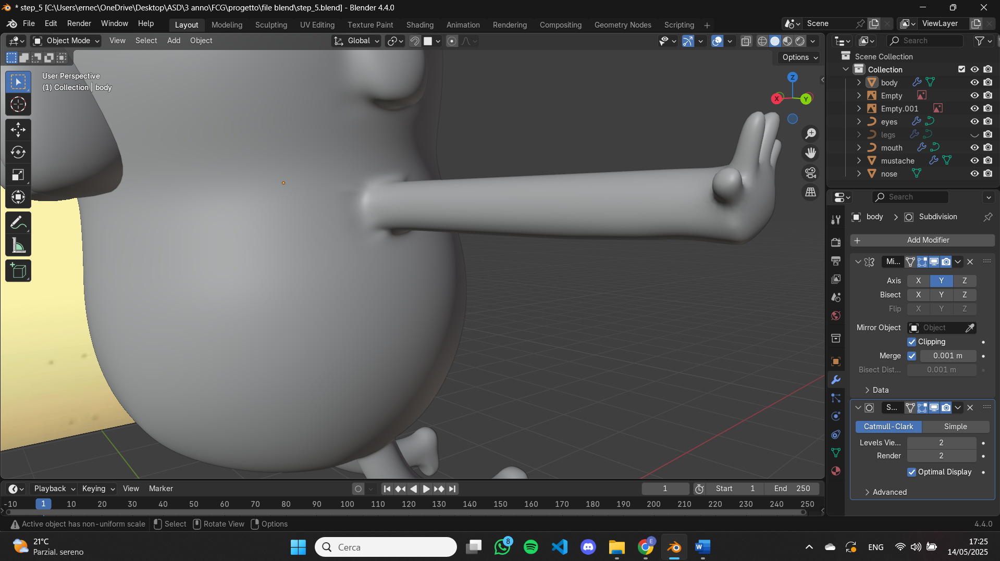 * step_5 [C:\Users\ernec\OneDrive\Desktop\ASD\3 anno\FCG\progetto\file blend\step_5.blend] - Blender 4.4.0
File Edit Render Window Help Layout Modeling Sculpting UV Editing Texture Paint Shading Animation Rendering Compositing Geometry Nodes Scripting + Scene ViewLayer
Object Mode View Select Add Object Global Search
Options
Scene Collection
Collection
User Perspective
(1) Collection | body
body
Empty
Empty.001
eyes
legs
mouth
mustache
nose
Z
X
Y
Search
body > Subdivision
+ Add Modifier
Mi...
Axis X Y Z
Bisect X Y Z
Flip X Y Z
Mirror Object Object
Clipping
Merge 0.001 m
Bisect Dist... 0.001 m
Data
S...
Catmull-Clark Simple
Levels Vie... 2
Render 2
Optimal Display
Advanced
Playback Keying View Marker 1 Start 1 End 250
-10 1 10 20 30 40 50 60 70 80 90 100 110 120 130 140 150 160 170 180 190 200 210 220 230 240 250
Active object has non-uniform scale Select Rotate View Options 4.4.0
21°C
Parzial. sereno
Cerca
8
E
W
ENG
17:25
14/05/2025